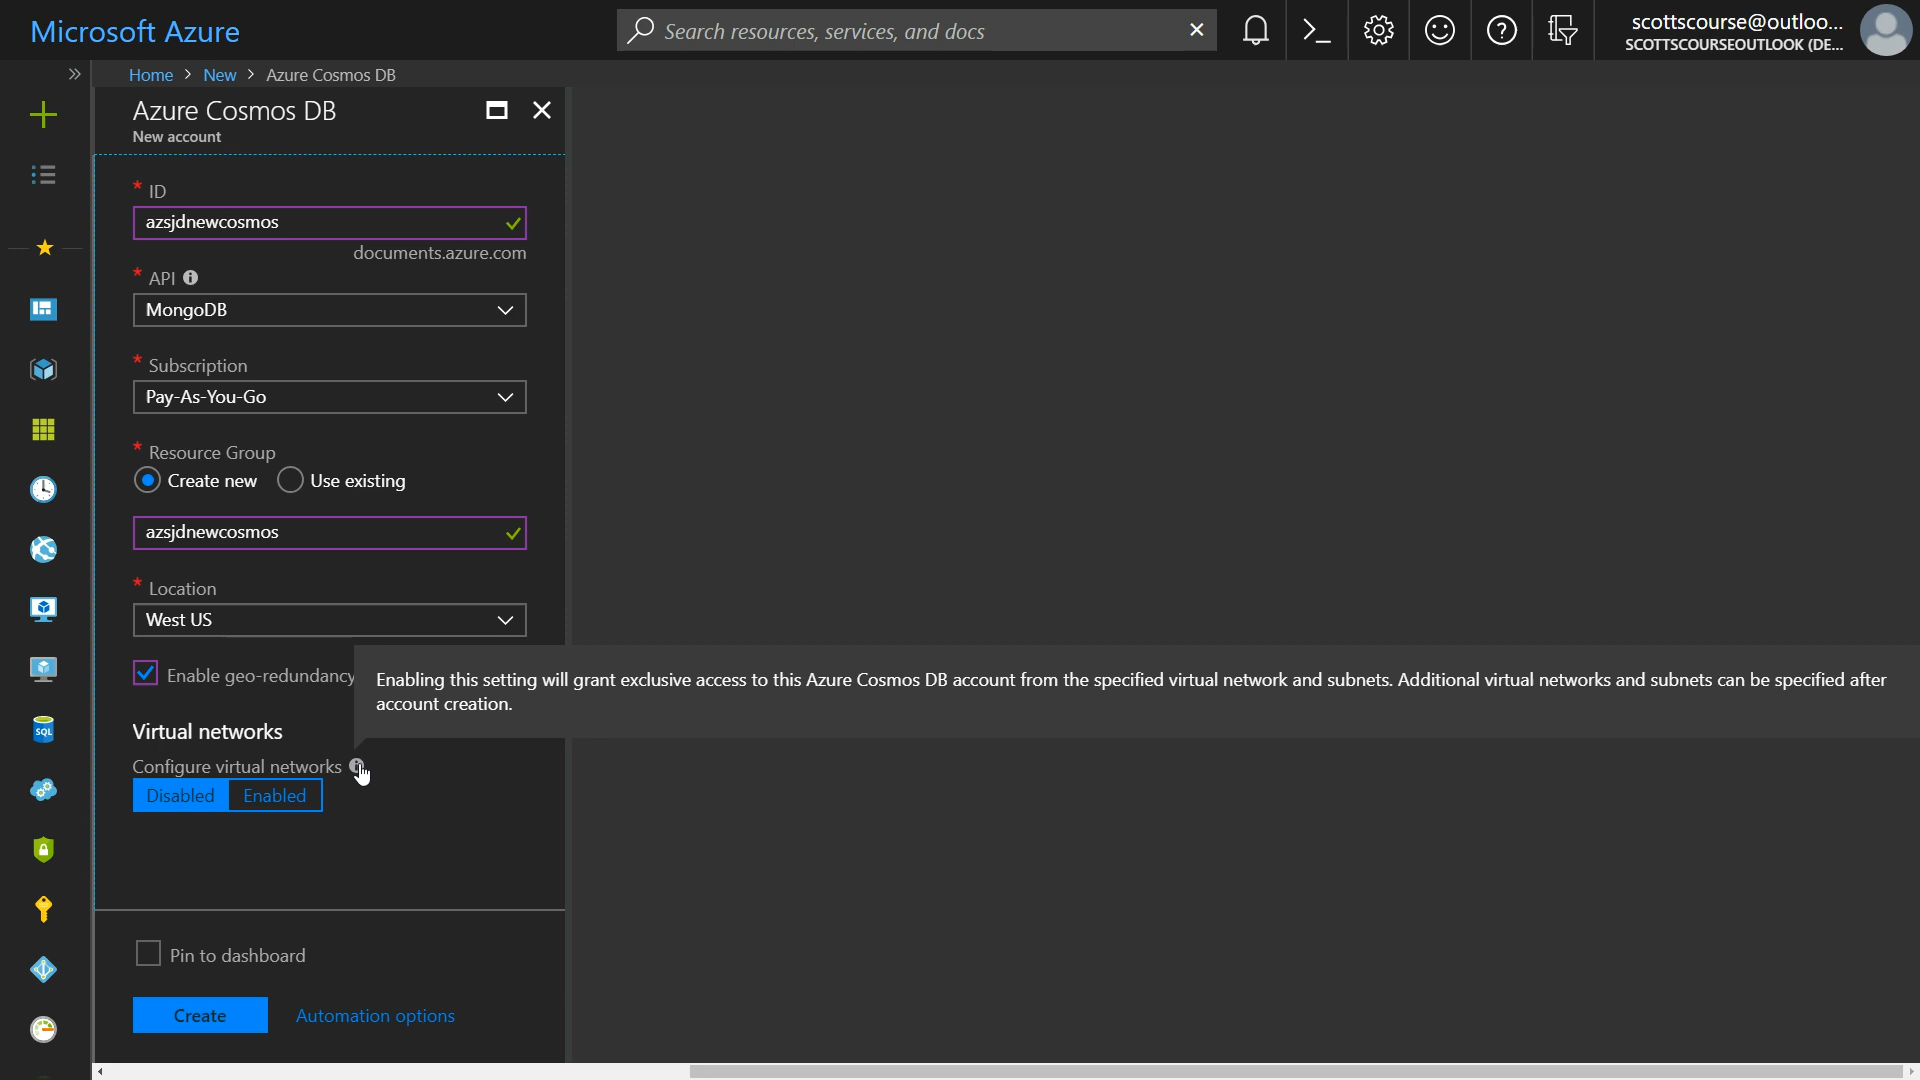 Microsoft Azure
Search resources, services, and docs
scottscourse@outloo...
SCOTTSCOURSEOUTLOOK (DE...
Home > New > Azure Cosmos DB
Azure Cosmos DB
New account
* ID
azsjdnewcosmos
documents.azure.com
* API
MongoDB
* Subscription
Pay-As-You-Go
* Resource Group
Create new Use existing
azsjdnewcosmos
* Location
West US
Enable geo-redundancy
Enabling this setting will grant exclusive access to this Azure Cosmos DB account from the specified virtual network and subnets. Additional virtual networks and subnets can be specified after
account creation.
Virtual networks
Configure virtual networks
Disabled Enabled
SQL
Pin to dashboard
Create Automation options